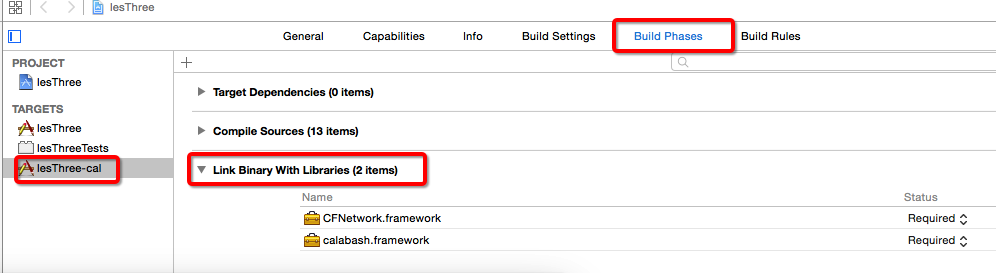 lesThree
General Capabilities Info Build Settings Build Phases Build Rules
PROJECT
lesThree
TARGETS
lesThree
lesThreeTests
lesThree-cal
Target Dependencies (0 items)
Compile Sources (13 items)
Link Binary With Libraries (2 items)
Name Status
CFNetwork.framework Required
calabash.framework Required